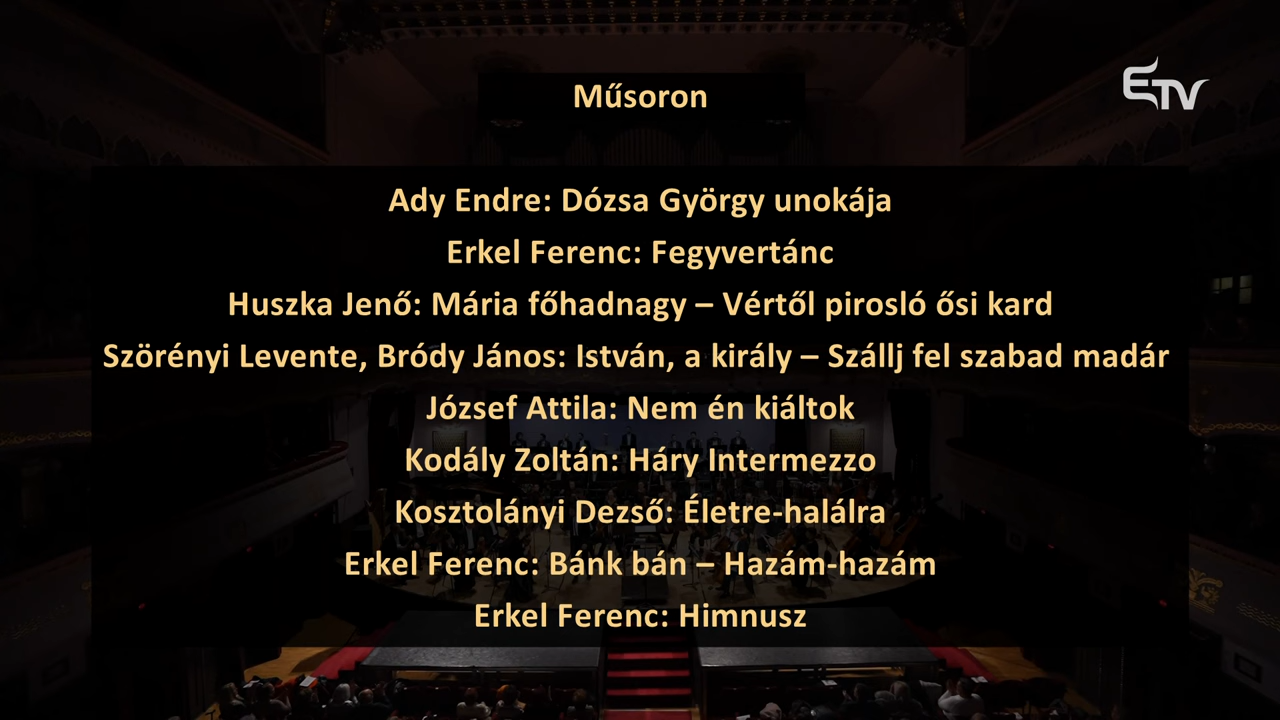 Műsoron
ETV
Ady Endre: Dózsa György unokája
Erkel Ferenc: Fegyvertánc
Huszka Jenő: Mária főhadnagy – Vértől pirosló ősi kard
Szörényi Levente, Bródy János: István, a király – Szállj fel szabad madár
József Attila: Nem én kiáltok
Kodály Zoltán: Háry Intermezzo
Kosztolányi Dezső: Életre-halálra
Erkel Ferenc: Bánk bán – Hazám-hazám
Erkel Ferenc: Himnusz